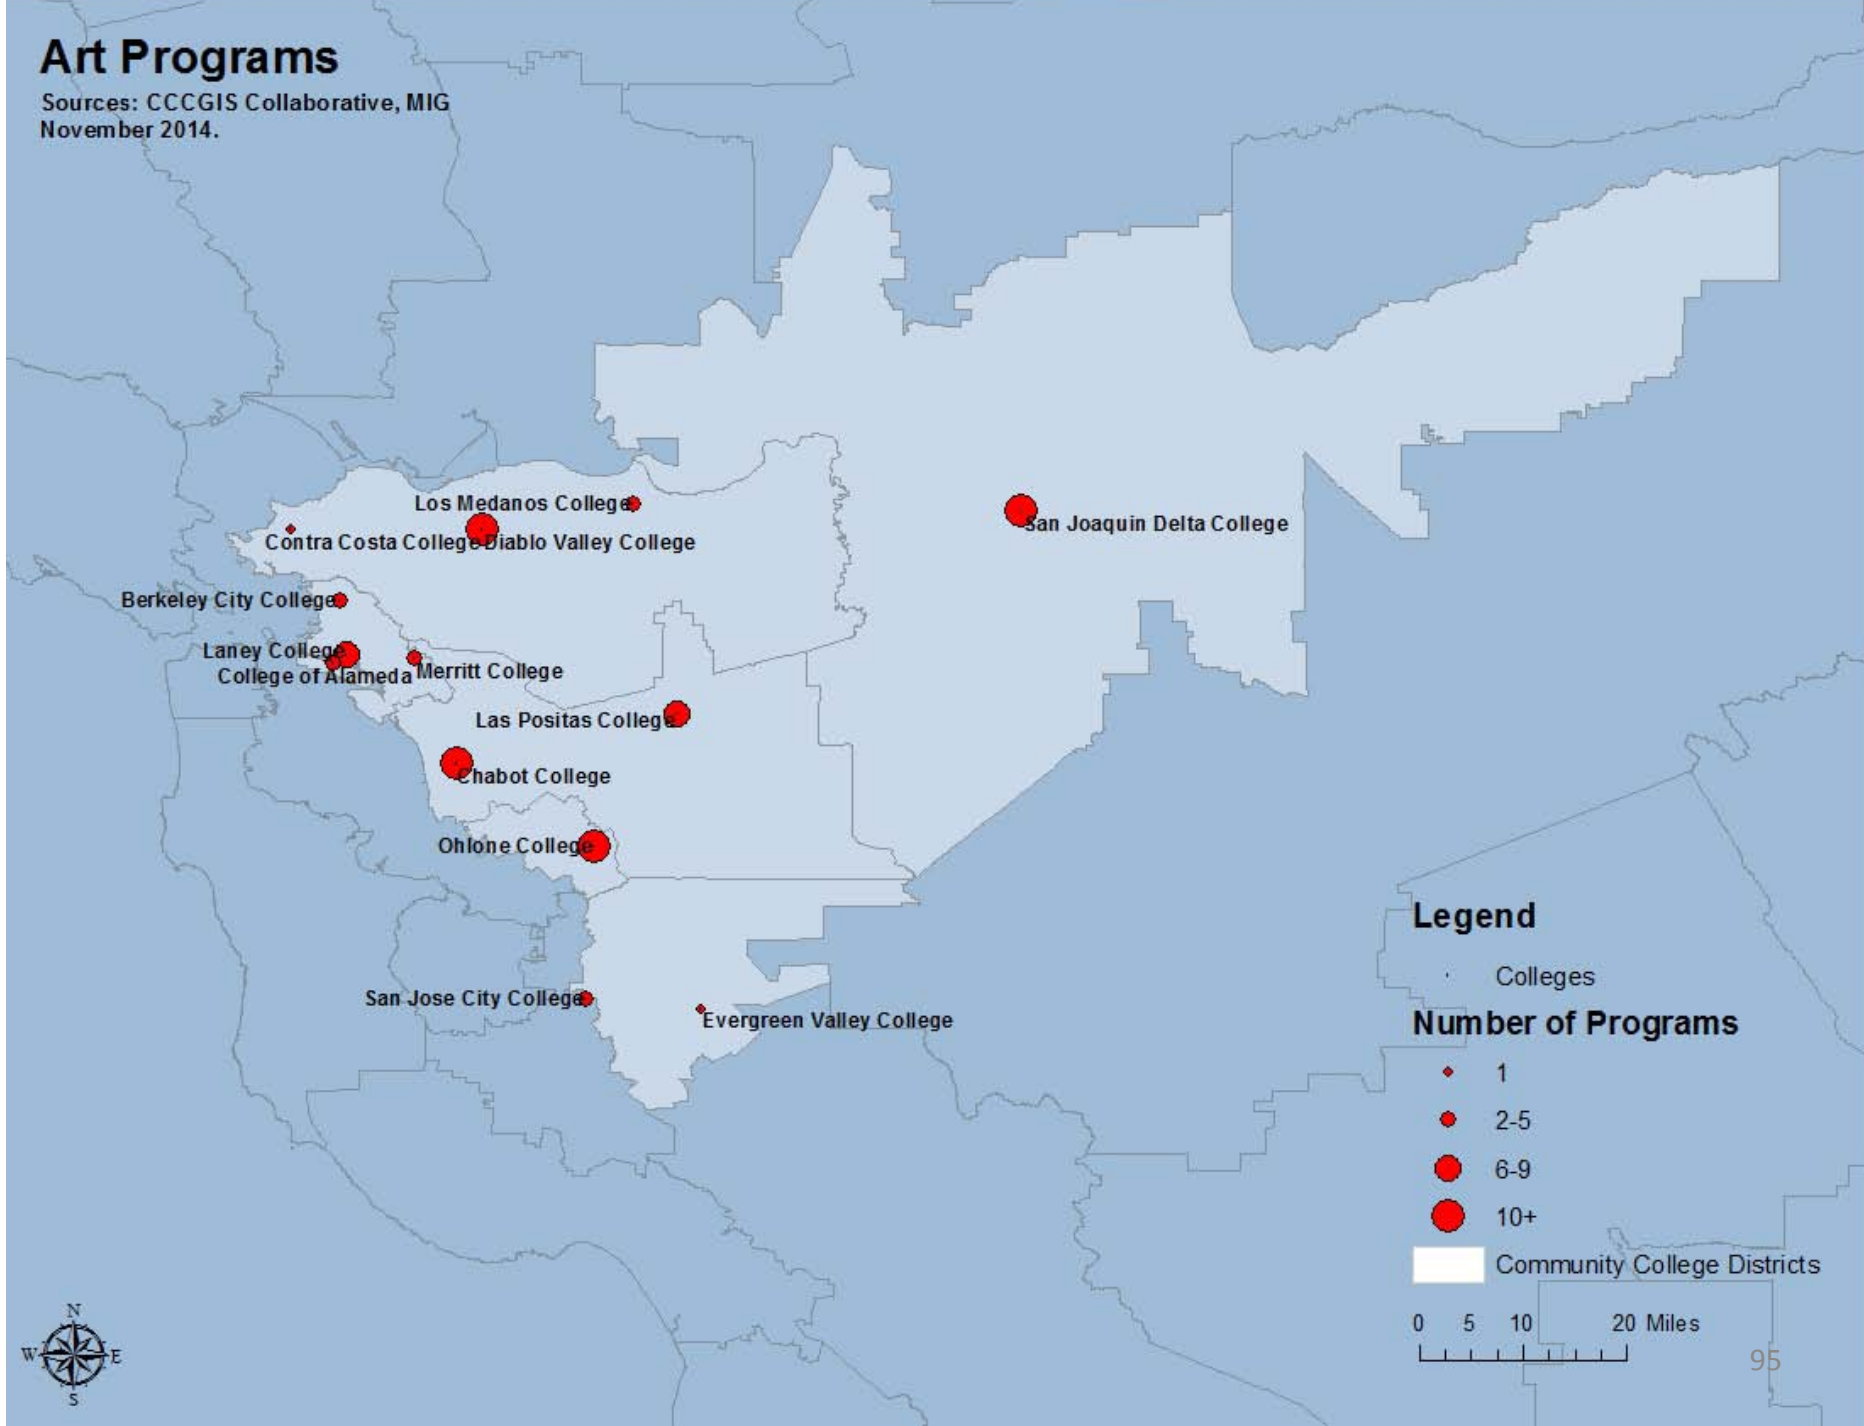 Art Programs
Sources: CCCGIS Collaborative, MIG
November 2014.
Los Medanos College
San Joaquin Delta College
Contra Costa College
Diablo Valley College
Berkeley City College
Laney College
College of Alameda
Merritt College
Las Positas College
Chabot College
Ohlone College
San Jose City College
Evergreen Valley College
Legend
Colleges
Number of Programs
1
2-5
6-9
10+
Community College Districts
0 5 10 20 Miles
95
N
W E
S